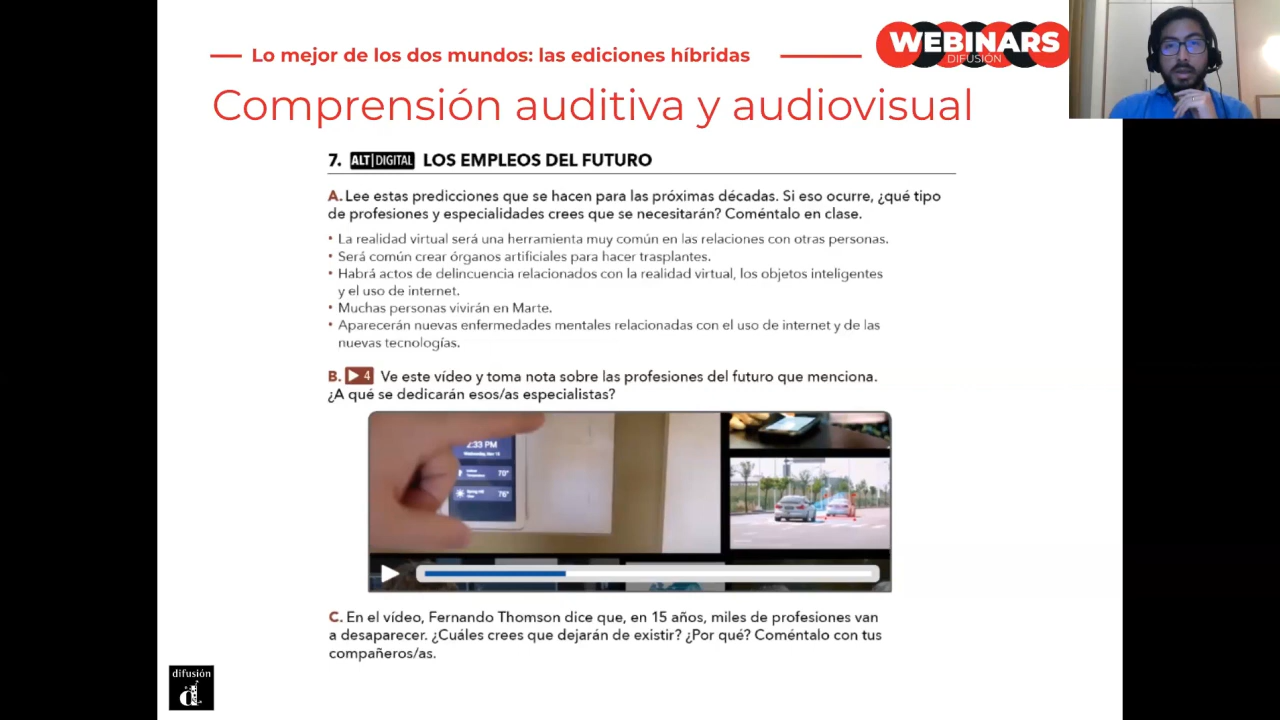 Lo mejor de los dos mundos: las ediciones híbridas
WEBINARS
DIFUSIÓN
Comprensión auditiva y audiovisual
7. ALT|DIGITAL LOS EMPLEOS DEL FUTURO
A. Lee estas predicciones que se hacen para las próximas décadas. Si eso ocurre, ¿qué tipo
de profesiones y especialidades crees que se necesitarán? Coméntalo en clase.
• La realidad virtual será una herramienta muy común en las relaciones con otras personas.
• Será común crear órganos artificiales para hacer trasplantes.
• Habrá actos de delincuencia relacionados con la realidad virtual, los objetos inteligentes
y el uso de internet.
• Muchas personas vivirán en Marte.
• Aparecerán nuevas enfermedades mentales relacionadas con el uso de internet y de las
nuevas tecnologías.
B. ▶ 4 Ve este vídeo y toma nota sobre las profesiones del futuro que menciona.
¿A qué se dedicarán esos/as especialistas?
2:33 PM
70°
76°
C. En el vídeo, Fernando Thomson dice que, en 15 años, miles de profesiones van
a desaparecer. ¿Cuáles crees que dejarán de existir? ¿Por qué? Coméntalo con tus
compañeros/as.
difusión